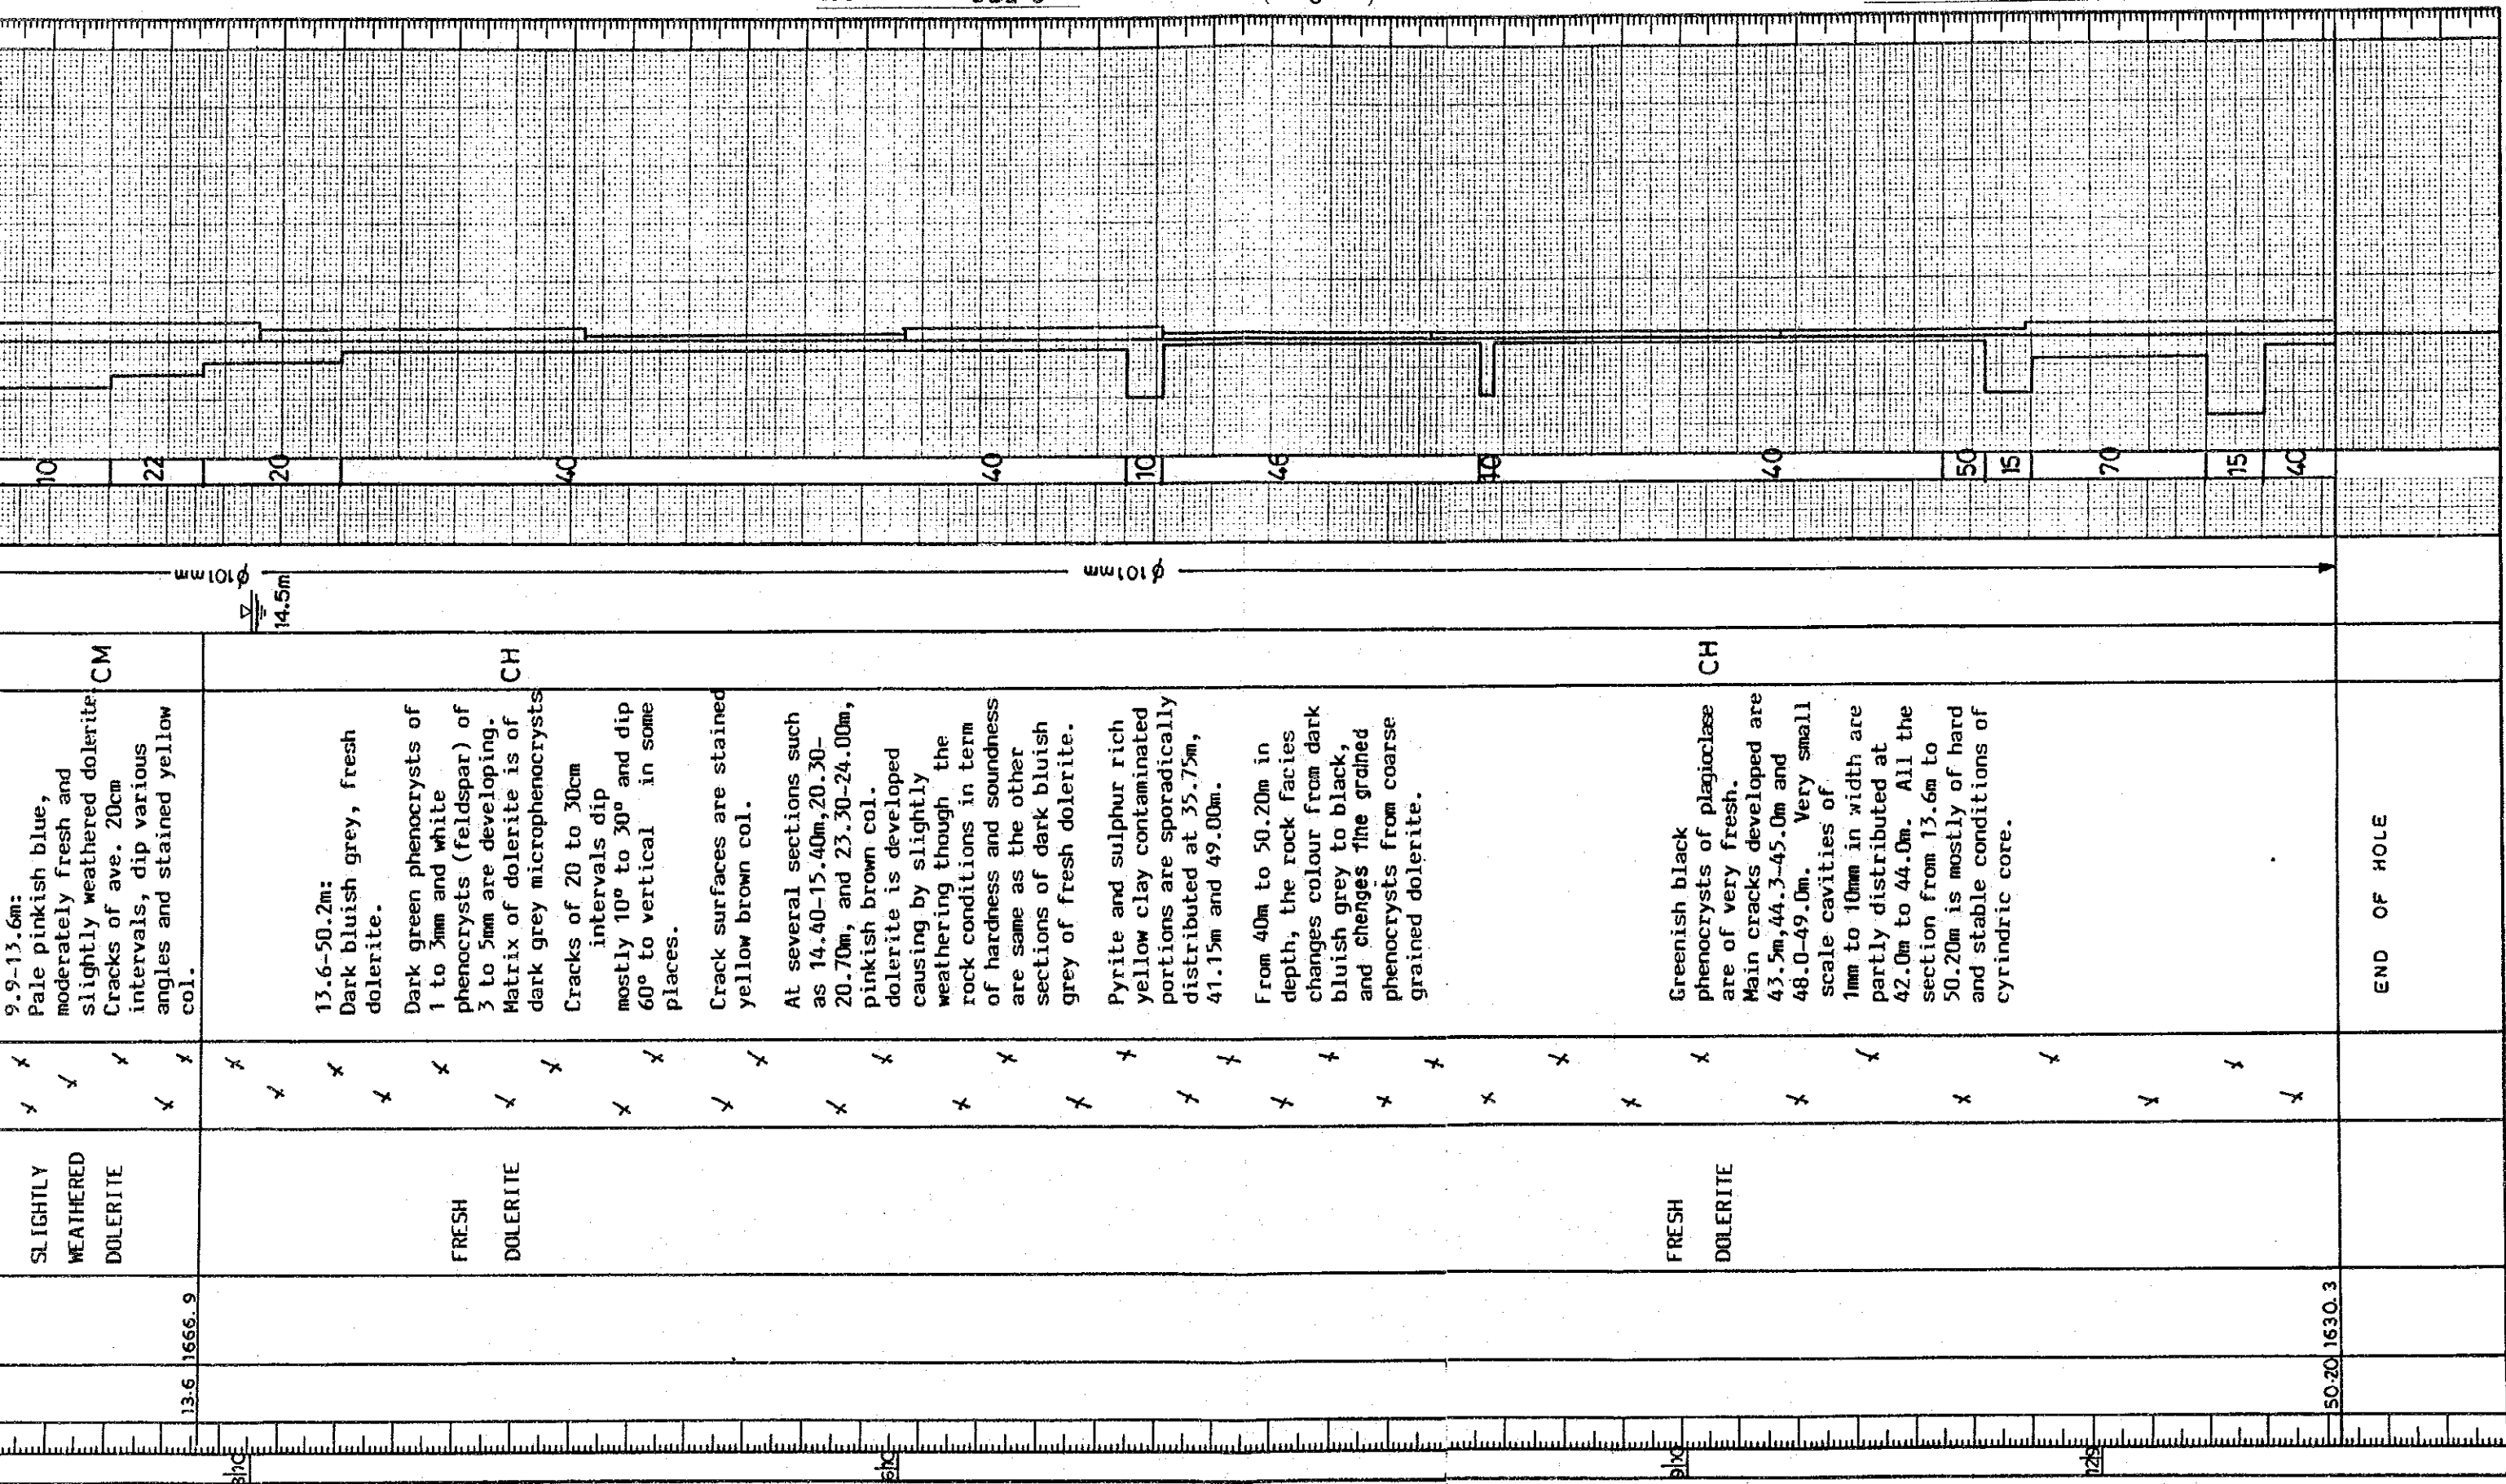 10
22
20
40
40
10
46
10
40
50
15
70
15
40
φ101mm
φ101mm
14.5m
CM
CH
CH
9.9-13.6m:
Pale pinkish blue,
moderately fresh and
slightly weathered dolerite
Cracks of ave. 20cm
intervals, dip various
angles and stained yellow
col.
13.6-50.2m:
Dark bluish grey, fresh
dolerite.
Dark green phenocrysts of
1 to 3mm and white
phenocrysts (feldspar) of
3 to 5mm are developing.
Matrix of dolerite is of
dark grey microphenocrysts
Cracks of 20 to 30cm
intervals dip
mostly 10° to 30° and dip
60° to vertical in some
places.
Crack surfaces are stained
yellow brown col.
At several sections such
as 14.40-15.40m,20.30-
20.70m, and 23.30-24.00m,
pinkish brown col.
dolerite is developed
causing by slightly
weathering though the
rock conditions in term
of hardness and soundness
are same as the other
sections of dark bluish
grey of fresh dolerite.
Pyrite and sulphur rich
yellow clay contaminated
portions are sporadically
distributed at 35.75m,
41.15m and 49.00m.
From 40m to 50.20m in
depth, the rock facies
changes colour from dark
bluish grey to black,
and chenges fine grained
phenocrysts from coarse
grained dolerite.
Greenish black
phenocrysts of plagioclase
are of very fresh.
Main cracks developed are
43.5m,44.3-45.0m and
48.0-49.0m. Very small
scale cavities of
1mm to 10mm in width are
partly distributed at
42.0m to 44.0m. All the
section from 13.6m to
50.20m is mostly of hard
and stable conditions of
cyrindric core.
END OF HOLE
SLIGHTLY
WEATHERED
DOLERITE
FRESH
DOLERITE
FRESH
DOLERITE
13.6 1666.9
50.20 1630.3